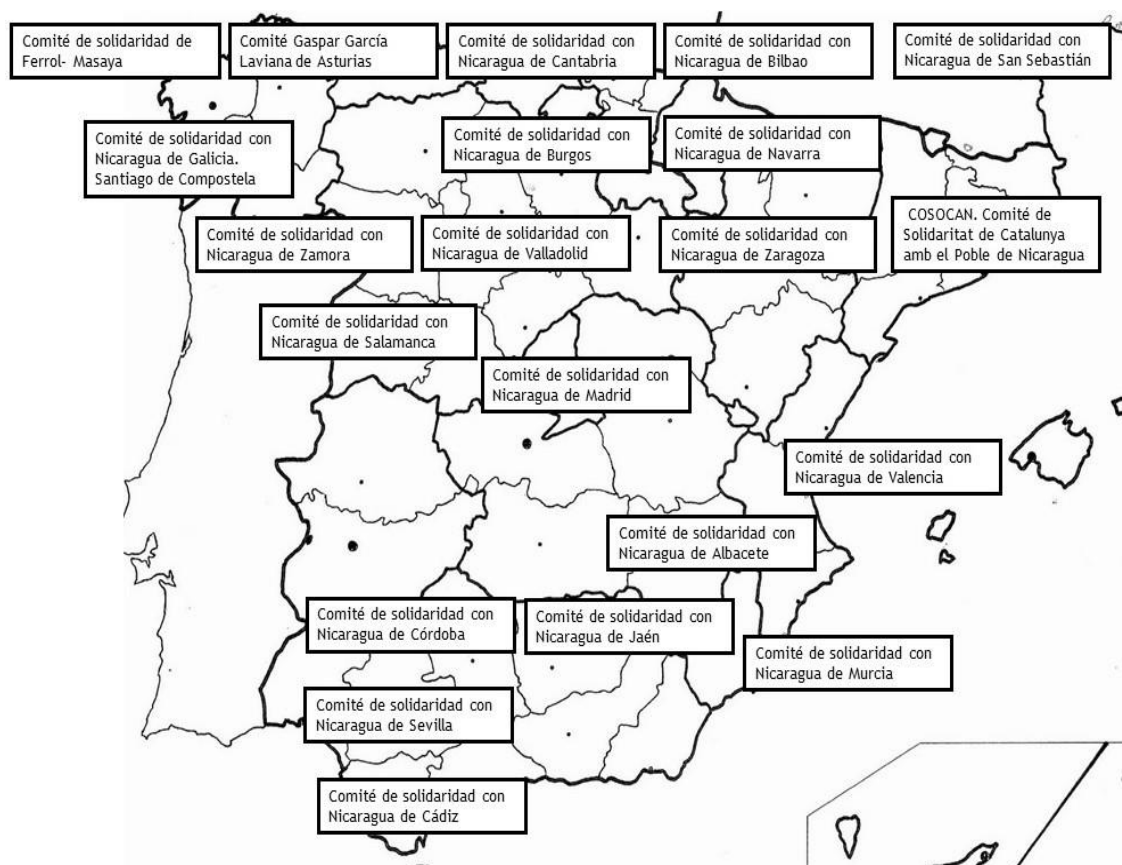 Comité de solidaridad de
Ferrol- Masaya
Comité Gaspar García
Laviana de Asturias
Comité de solidaridad con
Nicaragua de Cantabria
Comité de solidaridad con
Nicaragua de Bilbao
Comité de solidaridad con
Nicaragua de San Sebastián
Comité de solidaridad con
Nicaragua de Galicia.
Santiago de Compostela
Comité de solidaridad con
Nicaragua de Burgos
Comité de solidaridad con
Nicaragua de Navarra
Comité de solidaridad con
Nicaragua de Zamora
Comité de solidaridad con
Nicaragua de Valladolid
Comité de solidaridad con
Nicaragua de Zaragoza
COSOCAN. Comité de
Solidaritat de Catalunya
amb el Poble de Nicaragua
Comité de solidaridad con
Nicaragua de Salamanca
Comité de solidaridad con
Nicaragua de Madrid
Comité de solidaridad con
Nicaragua de Valencia
Comité de solidaridad con
Nicaragua de Albacete
Comité de solidaridad con
Nicaragua de Córdoba
Comité de solidaridad con
Nicaragua de Jaén
Comité de solidaridad con
Nicaragua de Murcia
Comité de solidaridad con
Nicaragua de Sevilla
Comité de solidaridad con
Nicaragua de Cádiz